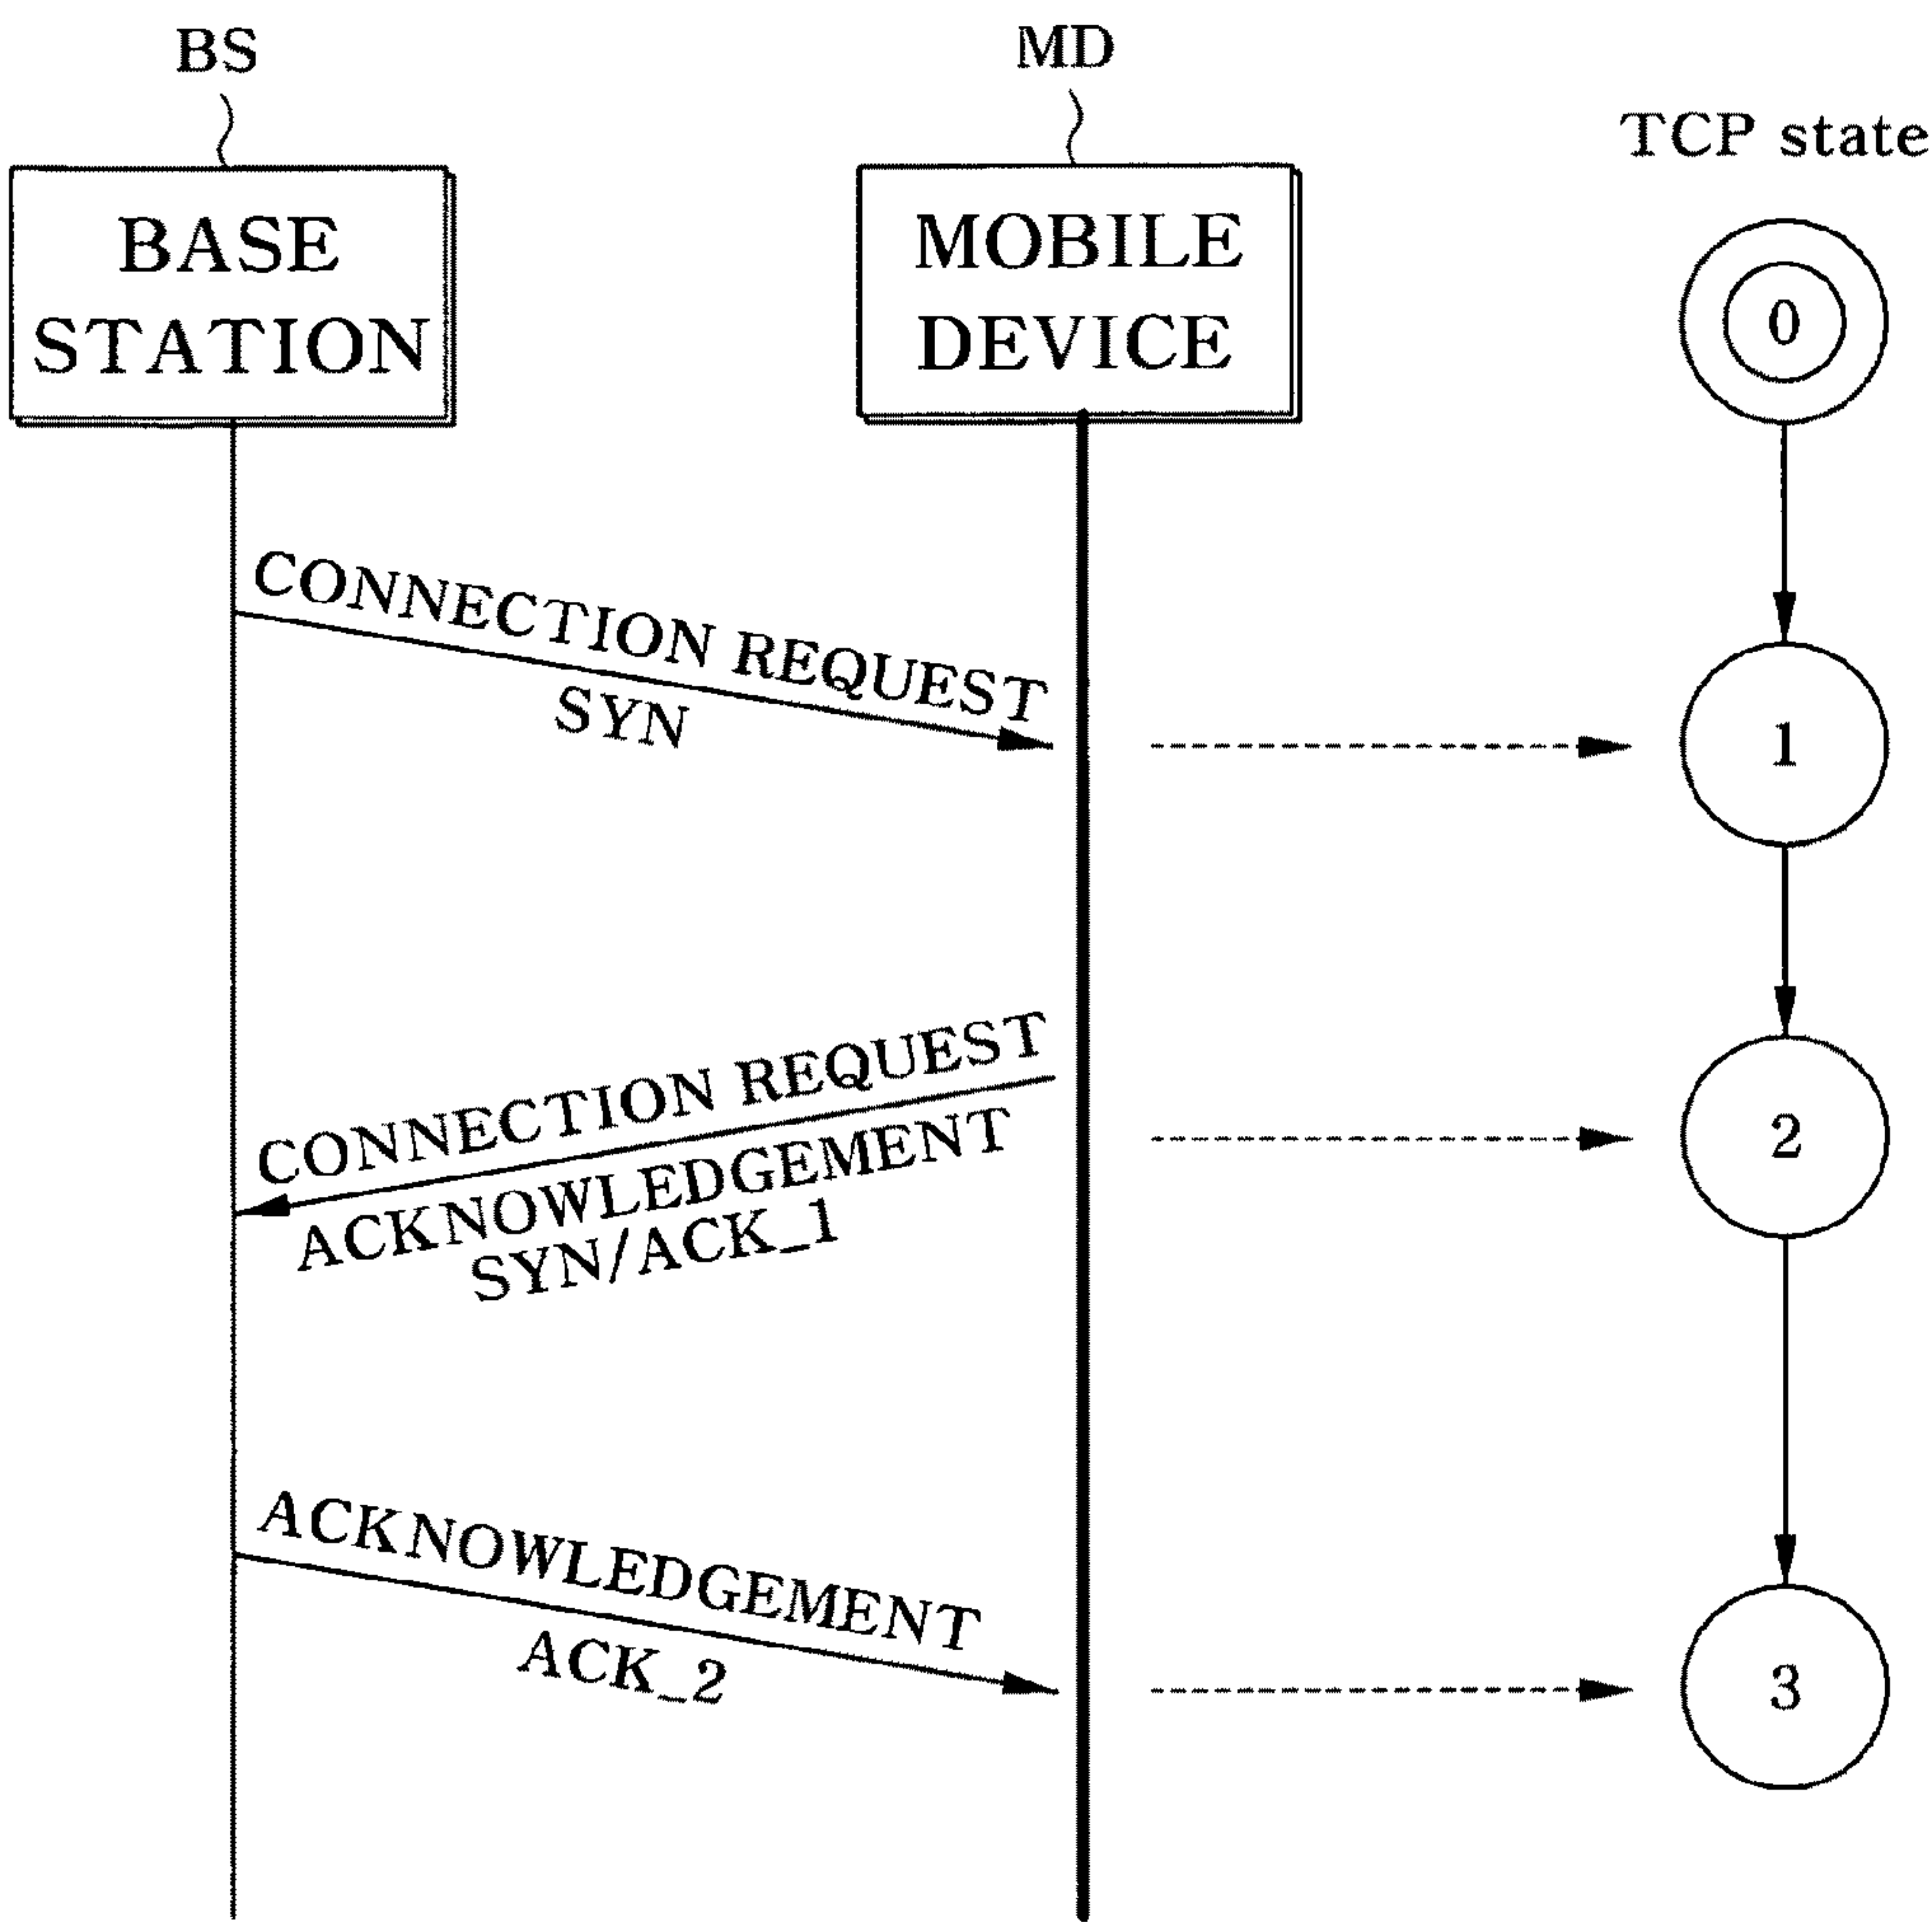 BS
MD
TCP state
BASE
STATION
MOBILE
DEVICE
0
CONNECTION REQUEST
SYN
1
CONNECTION REQUEST
ACKNOWLEDGEMENT
SYN/ACK_1
2
ACKNOWLEDGEMENT
ACK_2
3